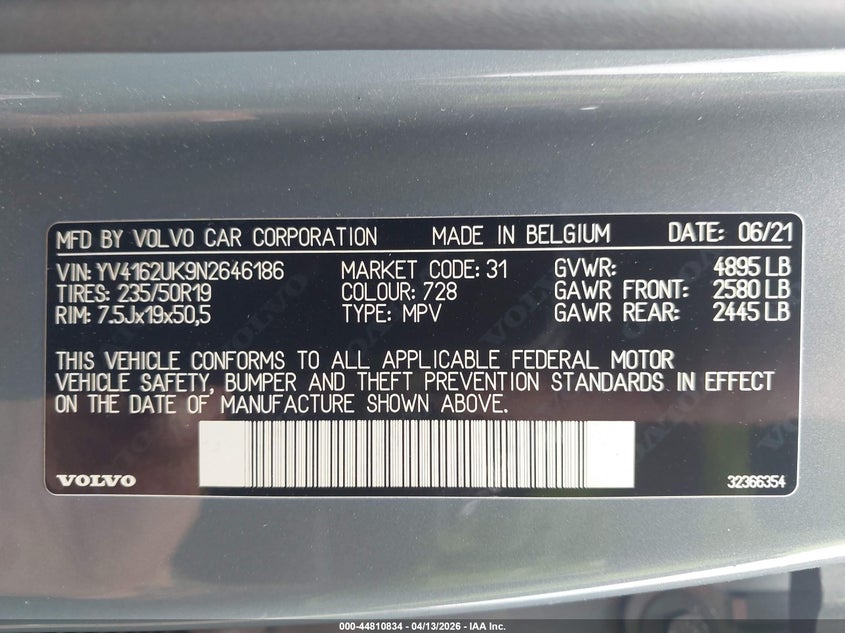 MFD BY VOLVO CAR CORPORATION MADE IN BELGIUM DATE: 06/21
VIN: YV4162UK9N2646186 MARKET CODE: 31 GVWR: 4895 LB
TIRES: 235/50R19 COLOUR: 728 GAWR FRONT: 2580 LB
RIM: 7.5Jx19x50,5 TYPE: MPV GAWR REAR: 2445 LB
THIS VEHICLE CONFORMS TO ALL APPLICABLE FEDERAL MOTOR
VEHICLE SAFETY, BUMPER AND THEFT PREVENTION STANDARDS IN EFFECT
ON THE DATE OF MANUFACTURE SHOWN ABOVE.
VOLVO 32366354
000-44810834 - 04/13/2026 - IAA Inc.